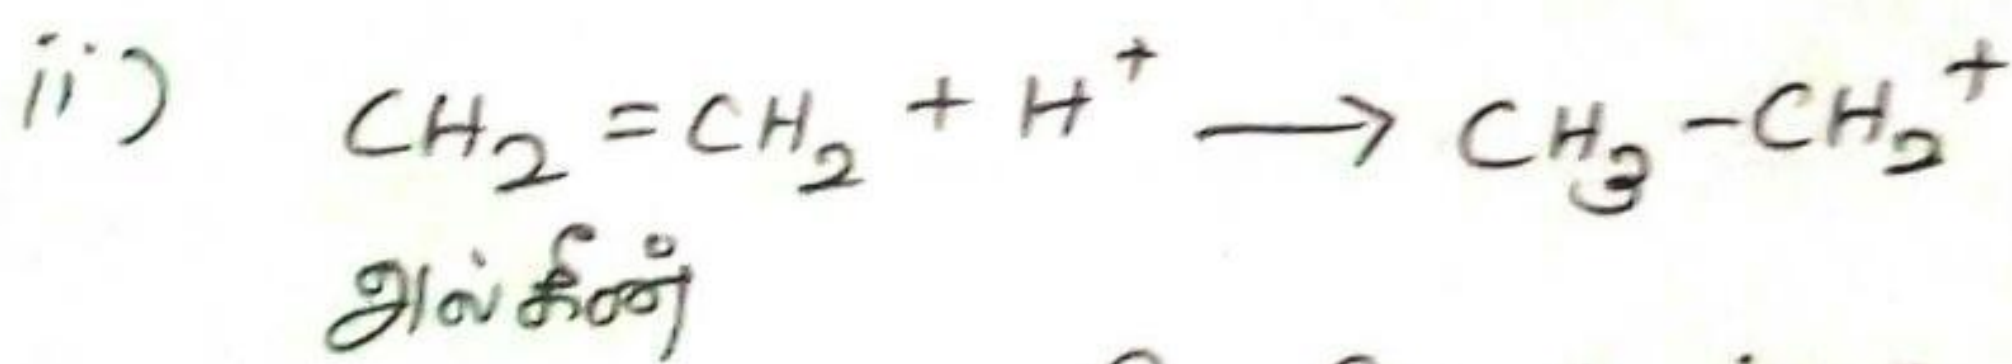 ii) CH₂ = CH₂ + H⁺ ⟶ CH₃ – CH₂⁺
அல்கீன்